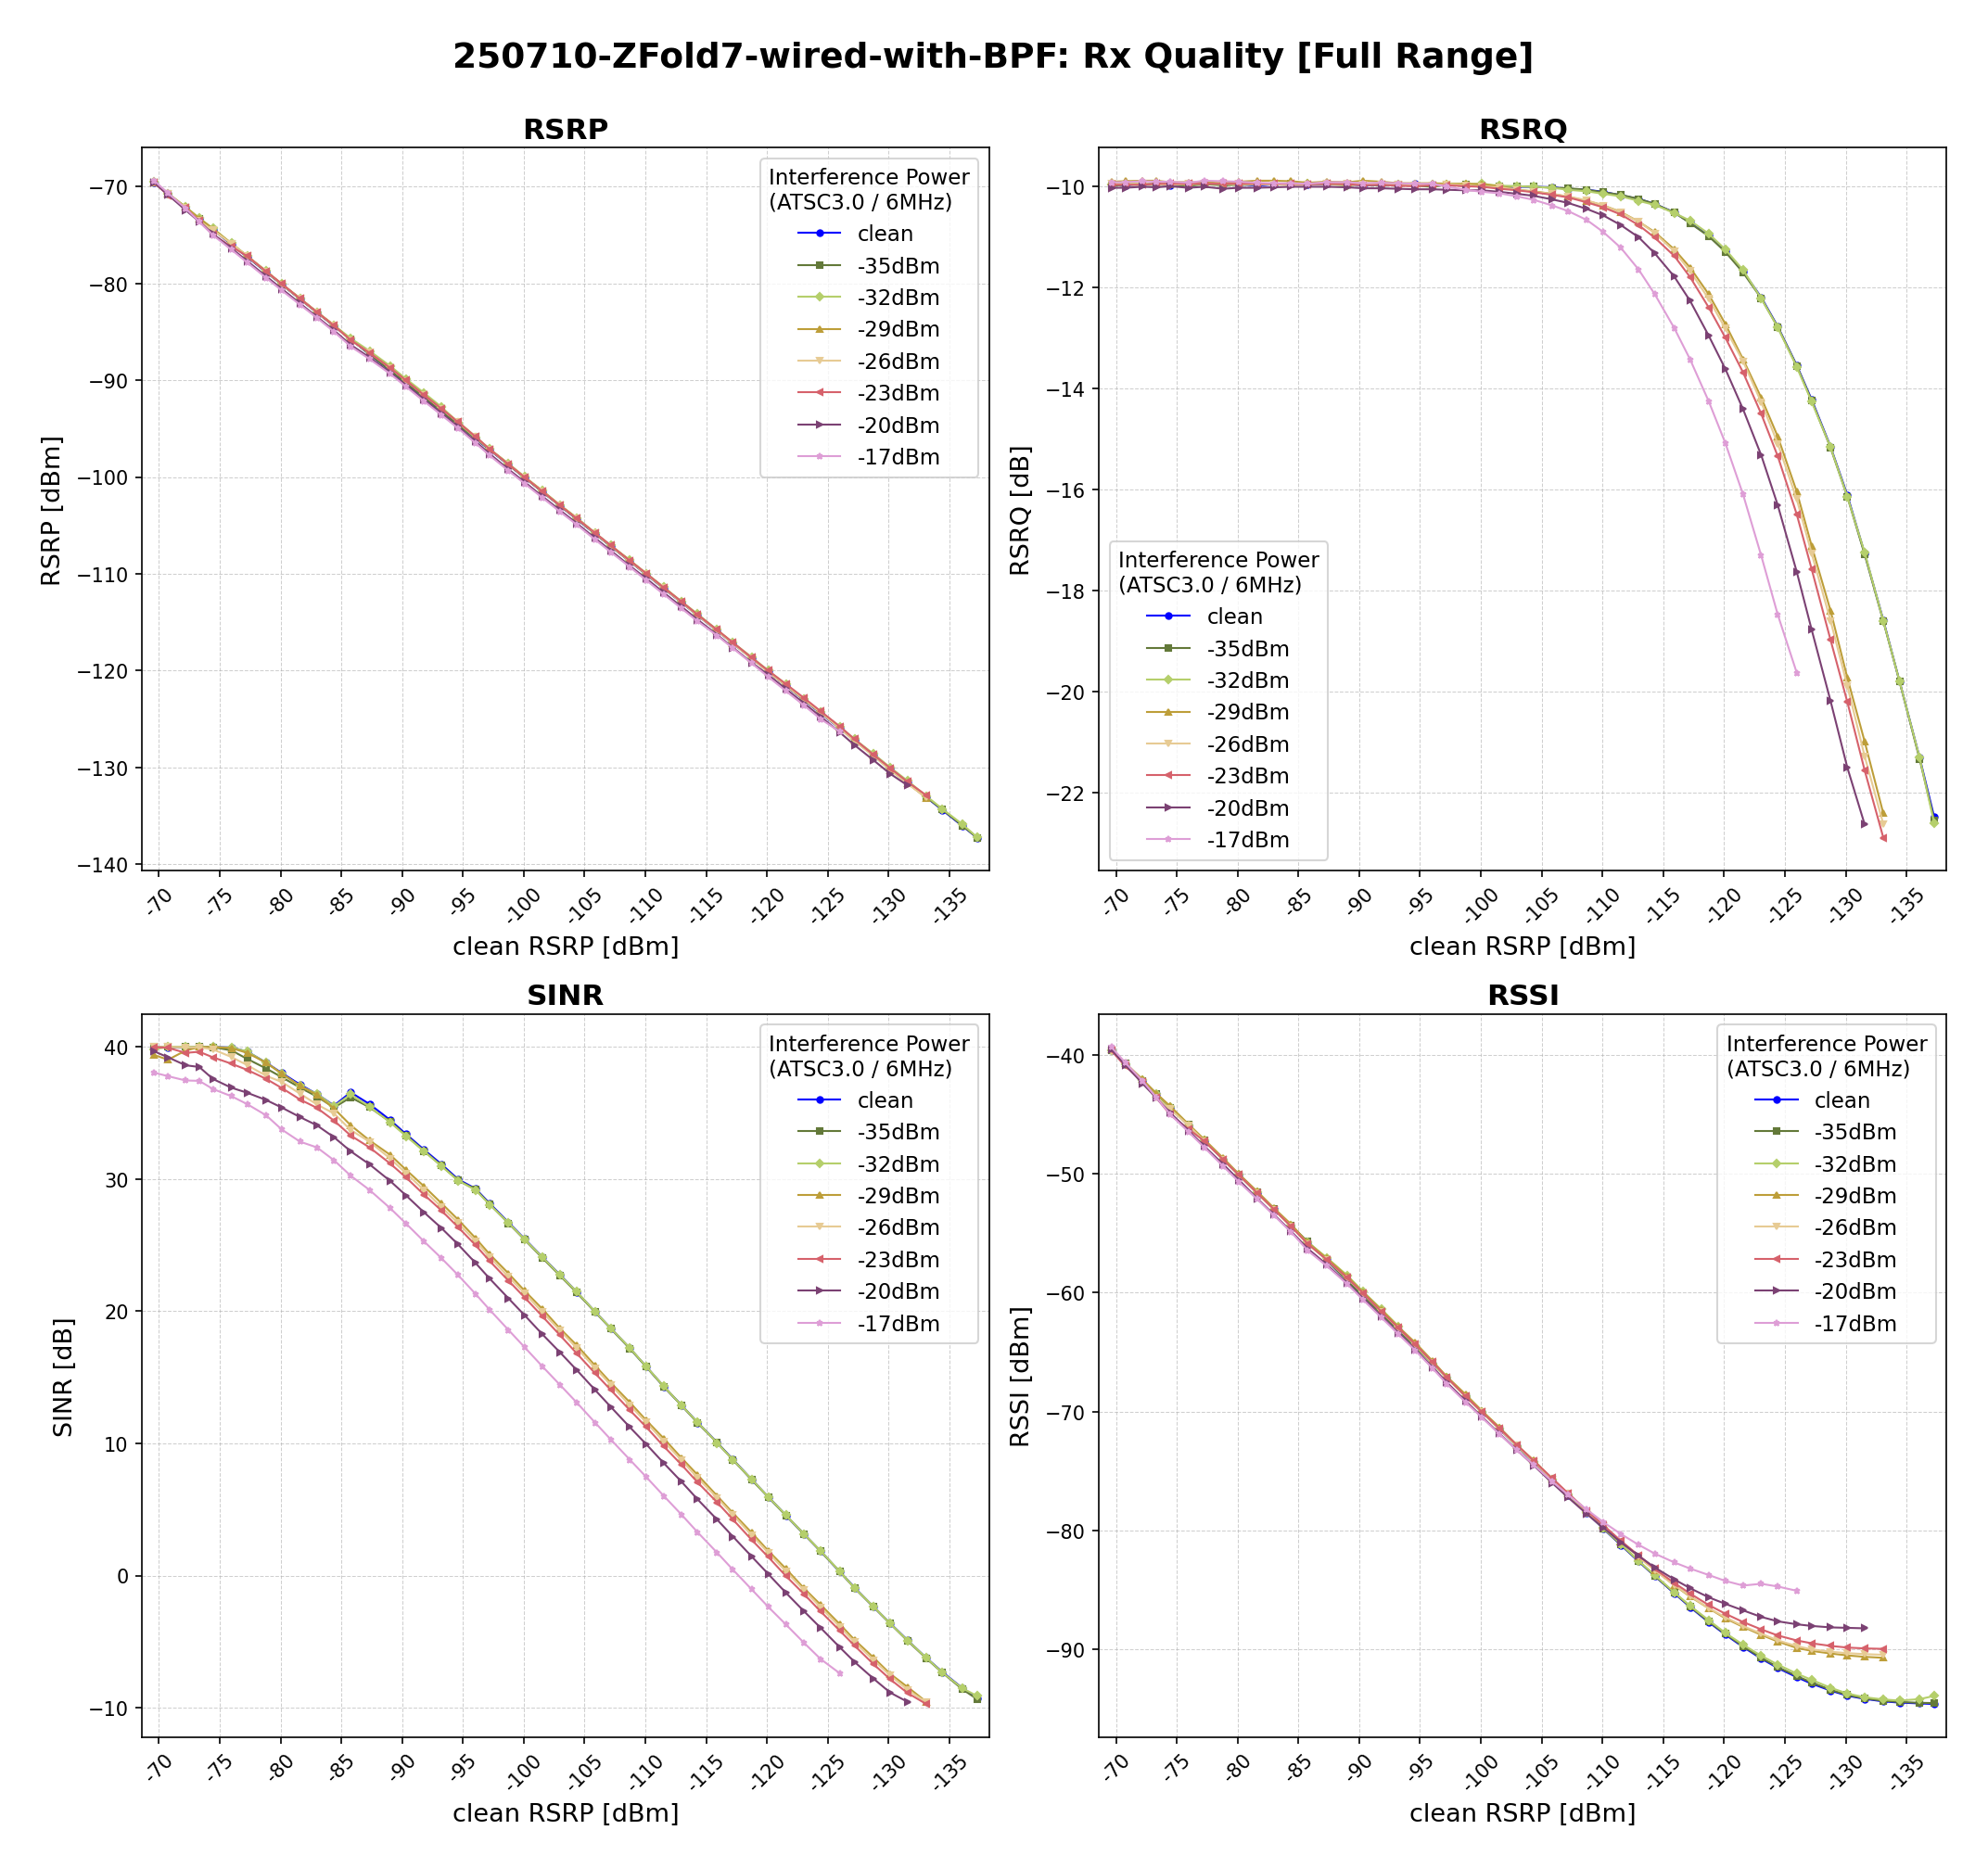 250710-ZFold7-wired-with-BPF: Rx Quality [Full Range]
RSRP
RSRP [dBm]
−70
−80
−90
−100
−110
−120
−130
−140
Interference Power
(ATSC3.0 / 6MHz)
clean
-35dBm
-32dBm
-29dBm
-26dBm
-23dBm
-20dBm
-17dBm
-70 -75 -80 -85 -90 -95 -100 -105 -110 -115 -120 -125 -130 -135
clean RSRP [dBm]
RSRQ
RSRQ [dB]
−10
−12
−14
−16
−18
−20
−22
Interference Power
(ATSC3.0 / 6MHz)
clean
-35dBm
-32dBm
-29dBm
-26dBm
-23dBm
-20dBm
-17dBm
-70 -75 -80 -85 -90 -95 -100 -105 -110 -115 -120 -125 -130 -135
clean RSRP [dBm]
SINR
SINR [dB]
40
30
20
10
0
−10
Interference Power
(ATSC3.0 / 6MHz)
clean
-35dBm
-32dBm
-29dBm
-26dBm
-23dBm
-20dBm
-17dBm
-70 -75 -80 -85 -90 -95 -100 -105 -110 -115 -120 -125 -130 -135
clean RSRP [dBm]
RSSI
RSSI [dBm]
−40
−50
−60
−70
−80
−90
Interference Power
(ATSC3.0 / 6MHz)
clean
-35dBm
-32dBm
-29dBm
-26dBm
-23dBm
-20dBm
-17dBm
-70 -75 -80 -85 -90 -95 -100 -105 -110 -115 -120 -125 -130 -135
clean RSRP [dBm]